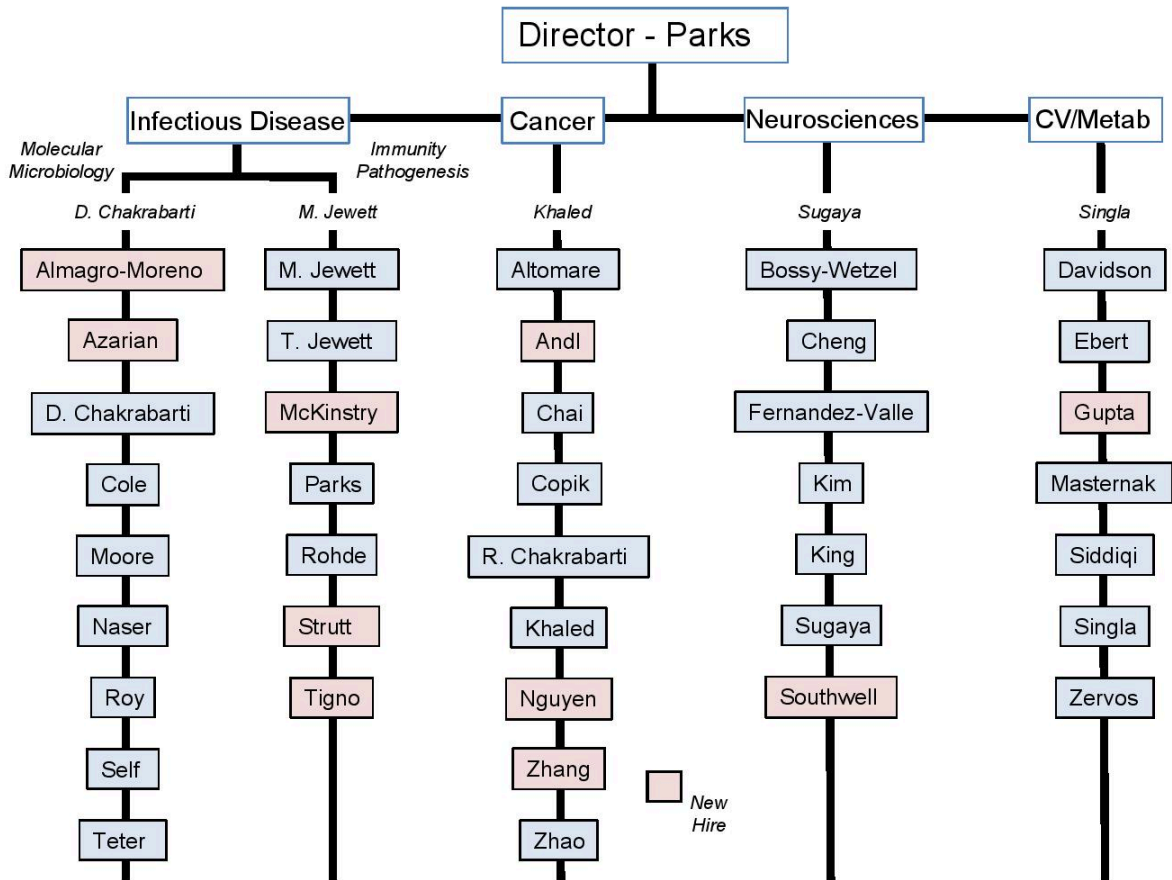 Director - Parks
Infectious Disease
Cancer
Neurosciences
CV/Metab
Molecular
Microbiology
Immunity
Pathogenesis
D. Chakrabarti
M. Jewett
Khaled
Sugaya
Singla
Almagro-Moreno
Azarian
D. Chakrabarti
Cole
Moore
Naser
Roy
Self
Teter
M. Jewett
T. Jewett
McKinstry
Parks
Rohde
Strutt
Tigno
Altomare
Andl
Chai
Copik
R. Chakrabarti
Khaled
Nguyen
Zhang
Zhao
Bossy-Wetzel
Cheng
Fernandez-Valle
Kim
King
Sugaya
Southwell
Davidson
Ebert
Gupta
Masternak
Siddiqi
Singla
Zervos
New
Hire